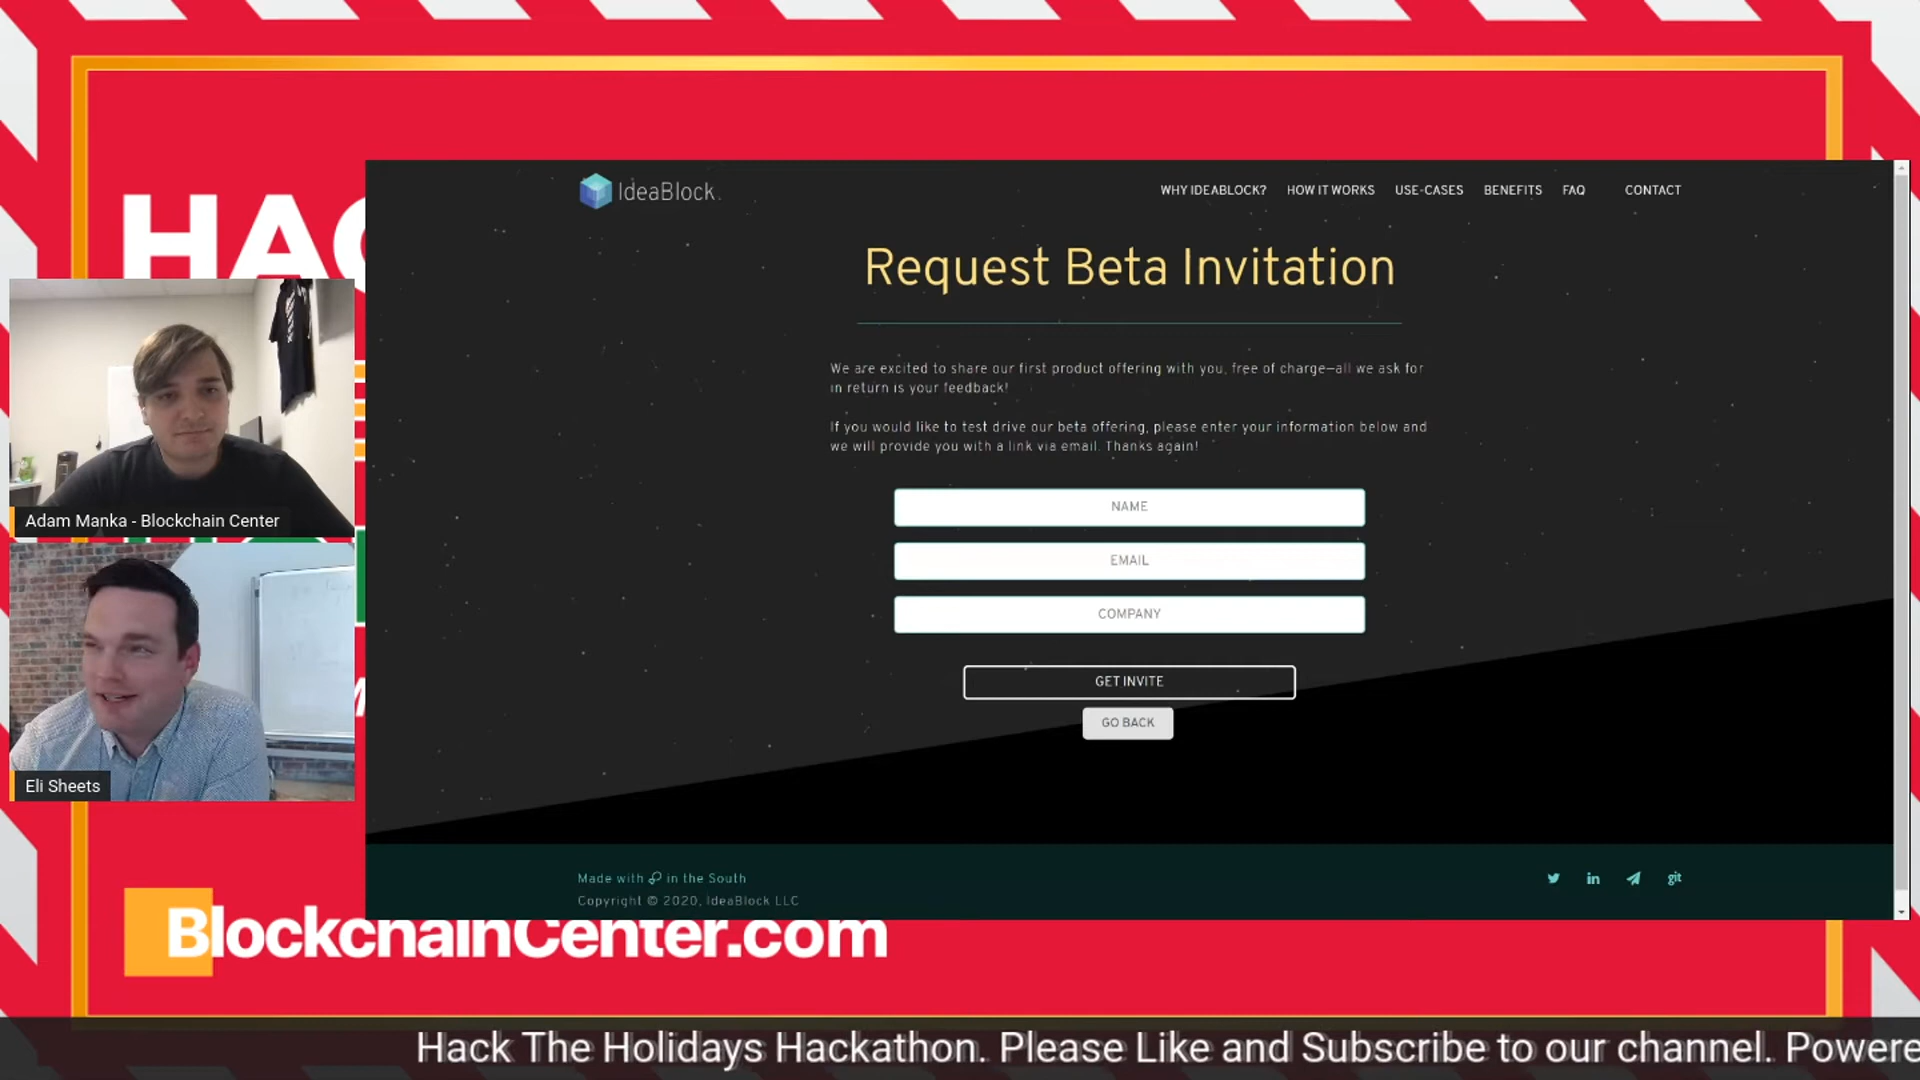 HAC
IdeaBlock.
WHY IDEABLOCK? HOW IT WORKS USE-CASES BENEFITS FAQ CONTACT
Request Beta Invitation
We are excited to share our first product offering with you, free of charge—all we ask for
in return is your feedback!
If you would like to test drive our beta offering, please enter your information below and
we will provide you with a link via email. Thanks again!
NAME
EMAIL
COMPANY
GET INVITE
GO BACK
Adam Manka - Blockchain Center
Eli Sheets
Made with in the South
Copyright © 2020, IdeaBlock LLC
git
BlockchainCenter.com
Hack The Holidays Hackathon. Please Like and Subscribe to our channel. Powere